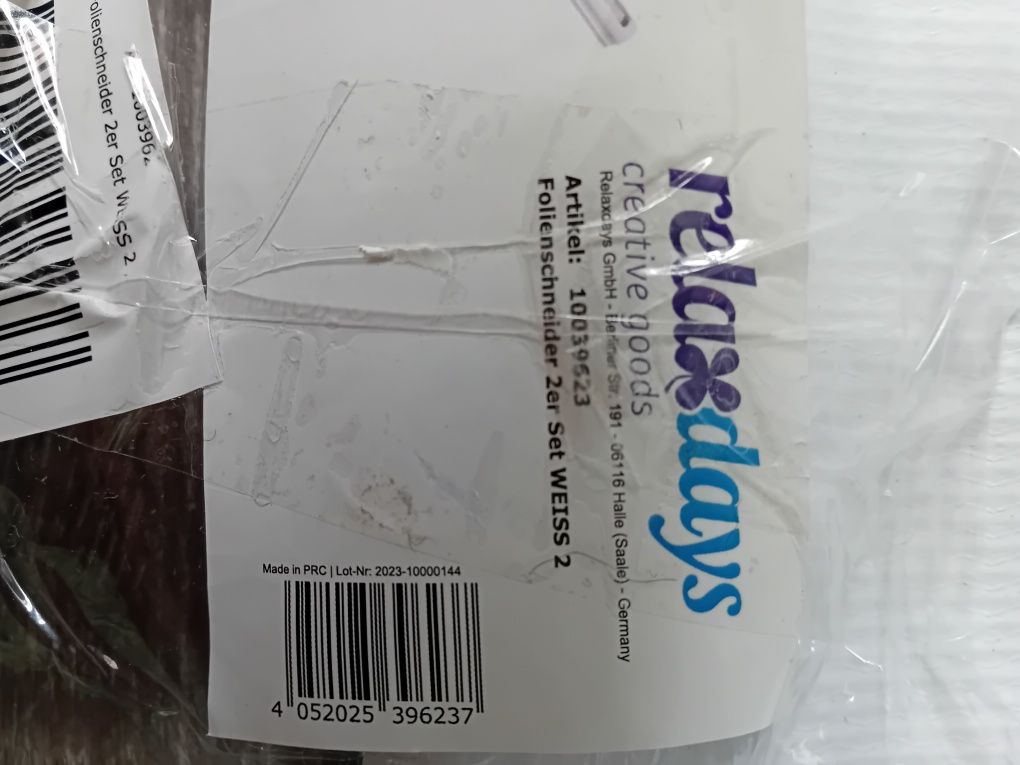 relaxdays
creative goods
Relaxdays GmbH - Berliner Str. 191 - 06116 Halle (Saale) - Germany
Artikel: 10039623
Folienschneider 2er Set WEISS 2
Made in PRC | Lot-Nr: 2023-10000144
4 052025 396237
olienschneider 2er Set WEISS 2